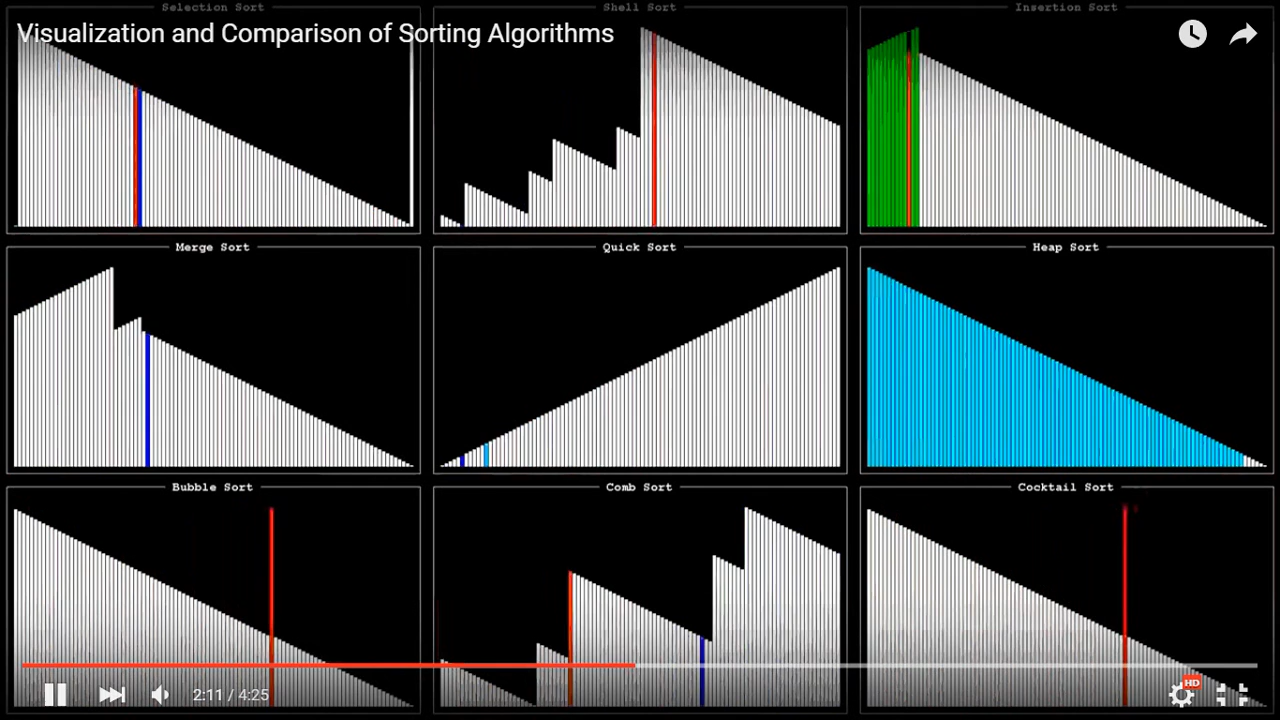 Selection Sort
Shell Sort
Insertion Sort
Visualization and Comparison of Sorting Algorithms
Merge Sort
Quick Sort
Heap Sort
Bubble Sort
Comb Sort
Cocktail Sort
2:11 / 4:25
HD